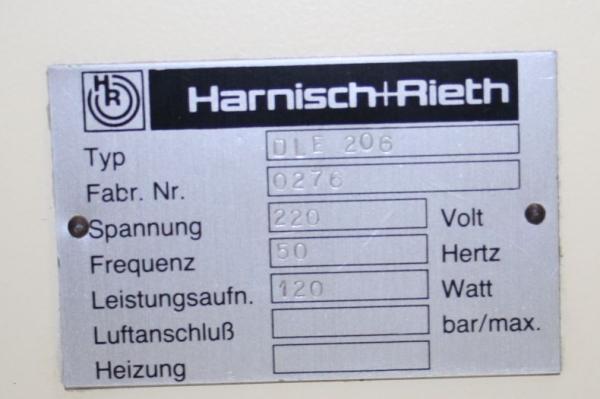 HR Harnisch+Rieth
Typ DLE 206
Fabr. Nr. 0276
Spannung 220 Volt
Frequenz 50 Hertz
Leistungsaufn. 120 Watt
Luftanschluß bar/max.
Heizung